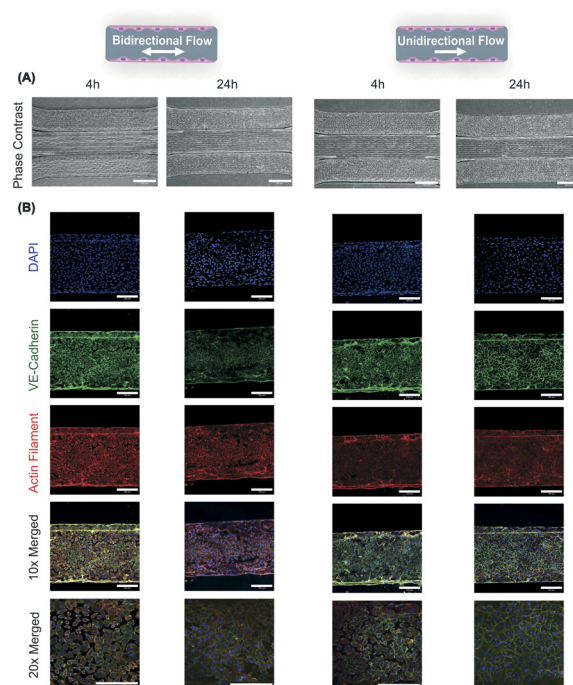 Bidirectional Flow
Unidirectional Flow
(A)
4h
24h
4h
24h
Phase Contrast
(B)
DAPI
VE-Cadherin
Actin Filament
10x Merged
20x Merged